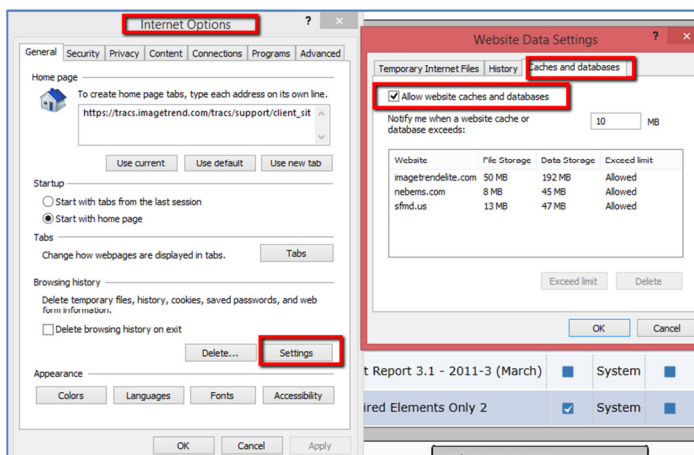 Internet Options ?
General Security Privacy Content Connections Programs Advanced
Home page
To create home page tabs, type each address on its own line.
https://tracs.imagetrend.com/tracs/support/client_sit
Use current Use default Use new tab
Startup
Start with tabs from the last session
Start with home page
Tabs
Change how webpages are displayed in tabs. Tabs
Browsing history
Delete temporary files, history, cookies, saved passwords, and web
form information.
Delete browsing history on exit
Delete... Settings
Appearance
Colors Languages Fonts Accessibility
OK Cancel Apply
Website Data Settings ? ×
Temporary Internet Files History Caches and databases
Allow website caches and databases
Notify me when a website cache or
database exceeds: 10 MB
Website File Storage Data Storage Exceed limit
imagetrendelite.com 50 MB 192 MB Allowed
nebems.com 8 MB 45 MB Allowed
sfmd.us 13 MB 47 MB Allowed
Exceed limit Delete
OK Cancel
t Report 3.1 - 2011-3 (March) System
ired Elements Only 2 System